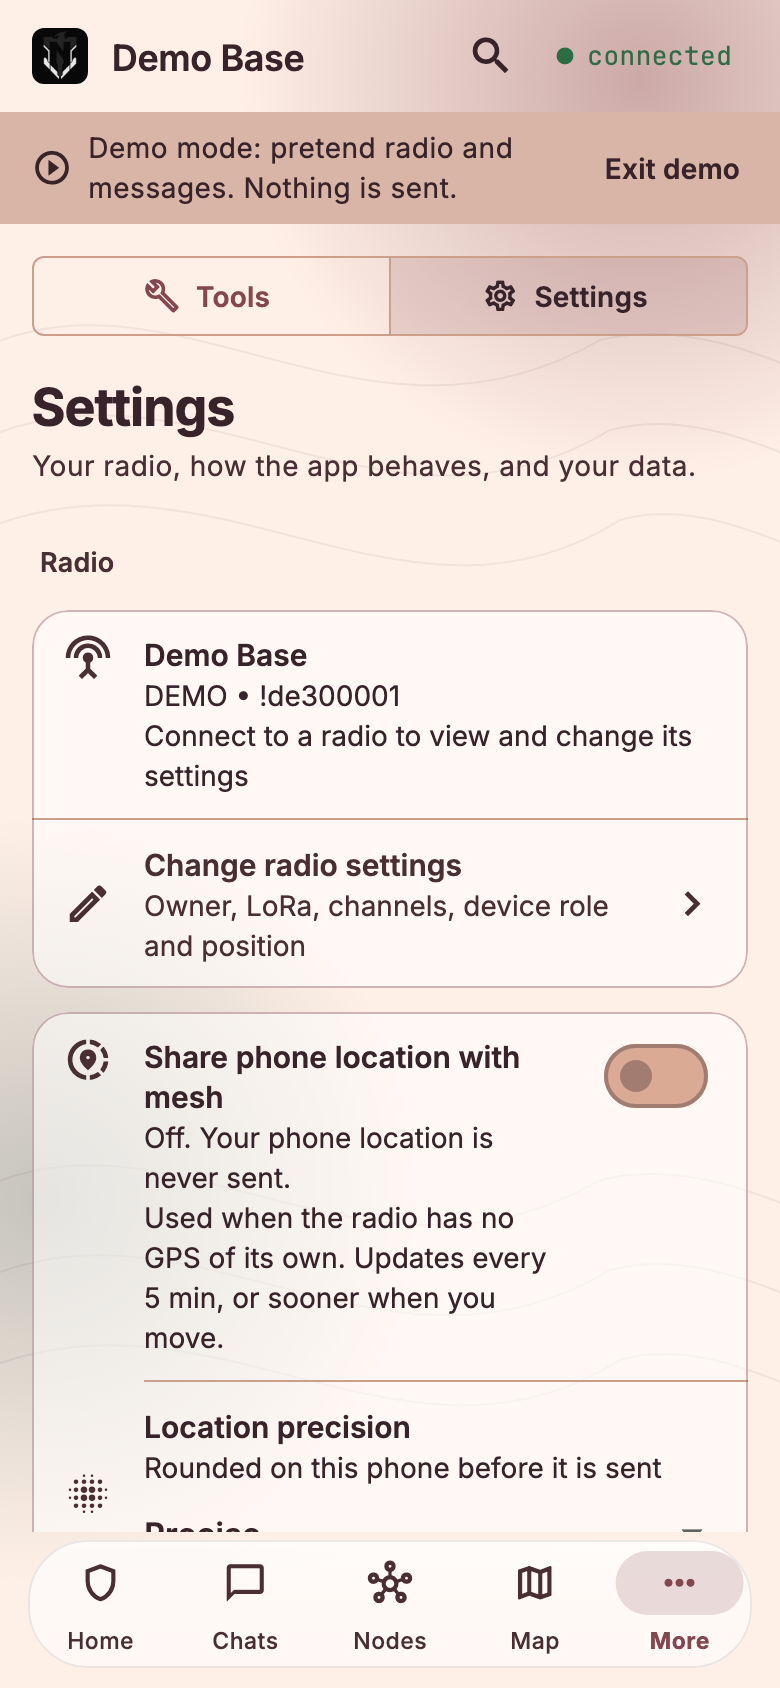 Demo Base
connected
Demo mode: pretend radio and
messages. Nothing is sent.
Exit demo
Tools
Settings
Settings
Your radio, how the app behaves, and your data.
Radio
Demo Base
DEMO • !de300001
Connect to a radio to view and change its
settings
Change radio settings
Owner, LoRa, channels, device role
and position
Share phone location with
mesh
Off. Your phone location is
never sent.
Used when the radio has no
GPS of its own. Updates every
5 min, or sooner when you
move.
Location precision
Rounded on this phone before it is sent
Precise
Home
Chats
Nodes
Map
More